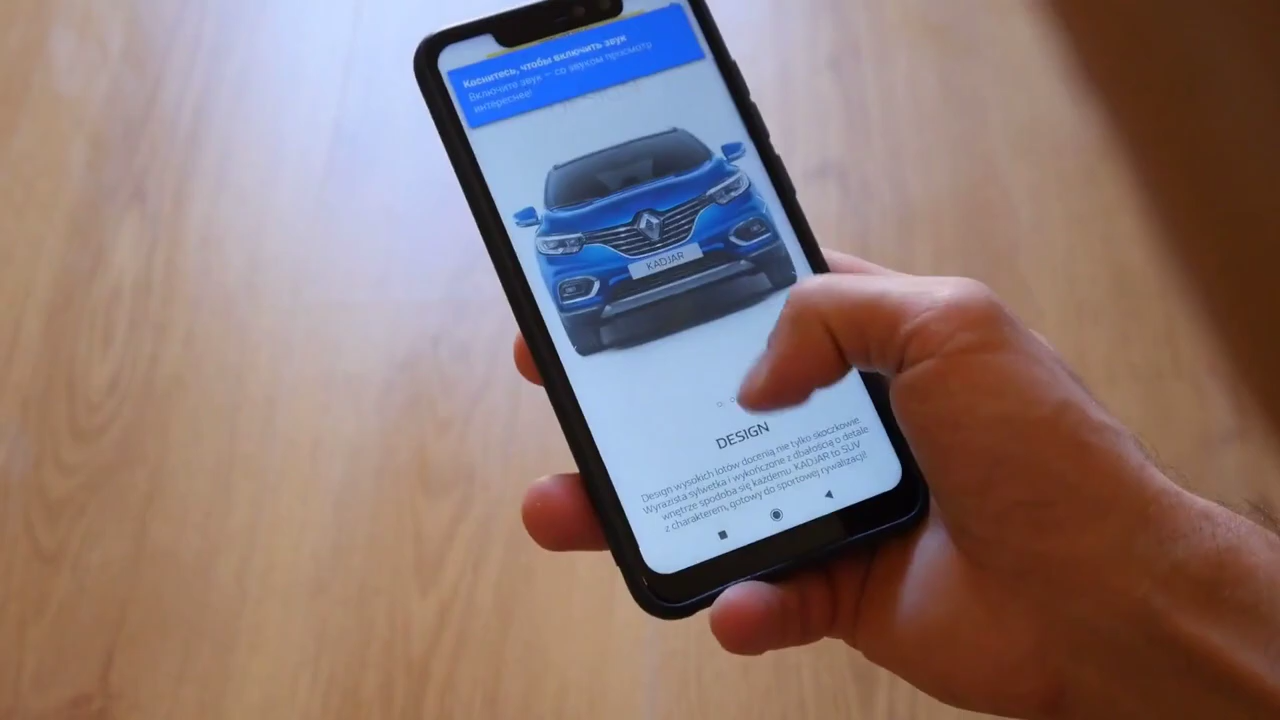 Коснитесь, чтобы включить звук
Включите звук – со звуком просмотр
интереснее!
KADJAR
DESIGN
Design wysokich lotów docenią nie tylko skoczkowie.
Wyrazista sylwetka i wykończone z dbałością o detale
wnętrze spodoba się każdemu. KADJAR to SUV
z charakterem, gotowy do sportowej rywalizacji!